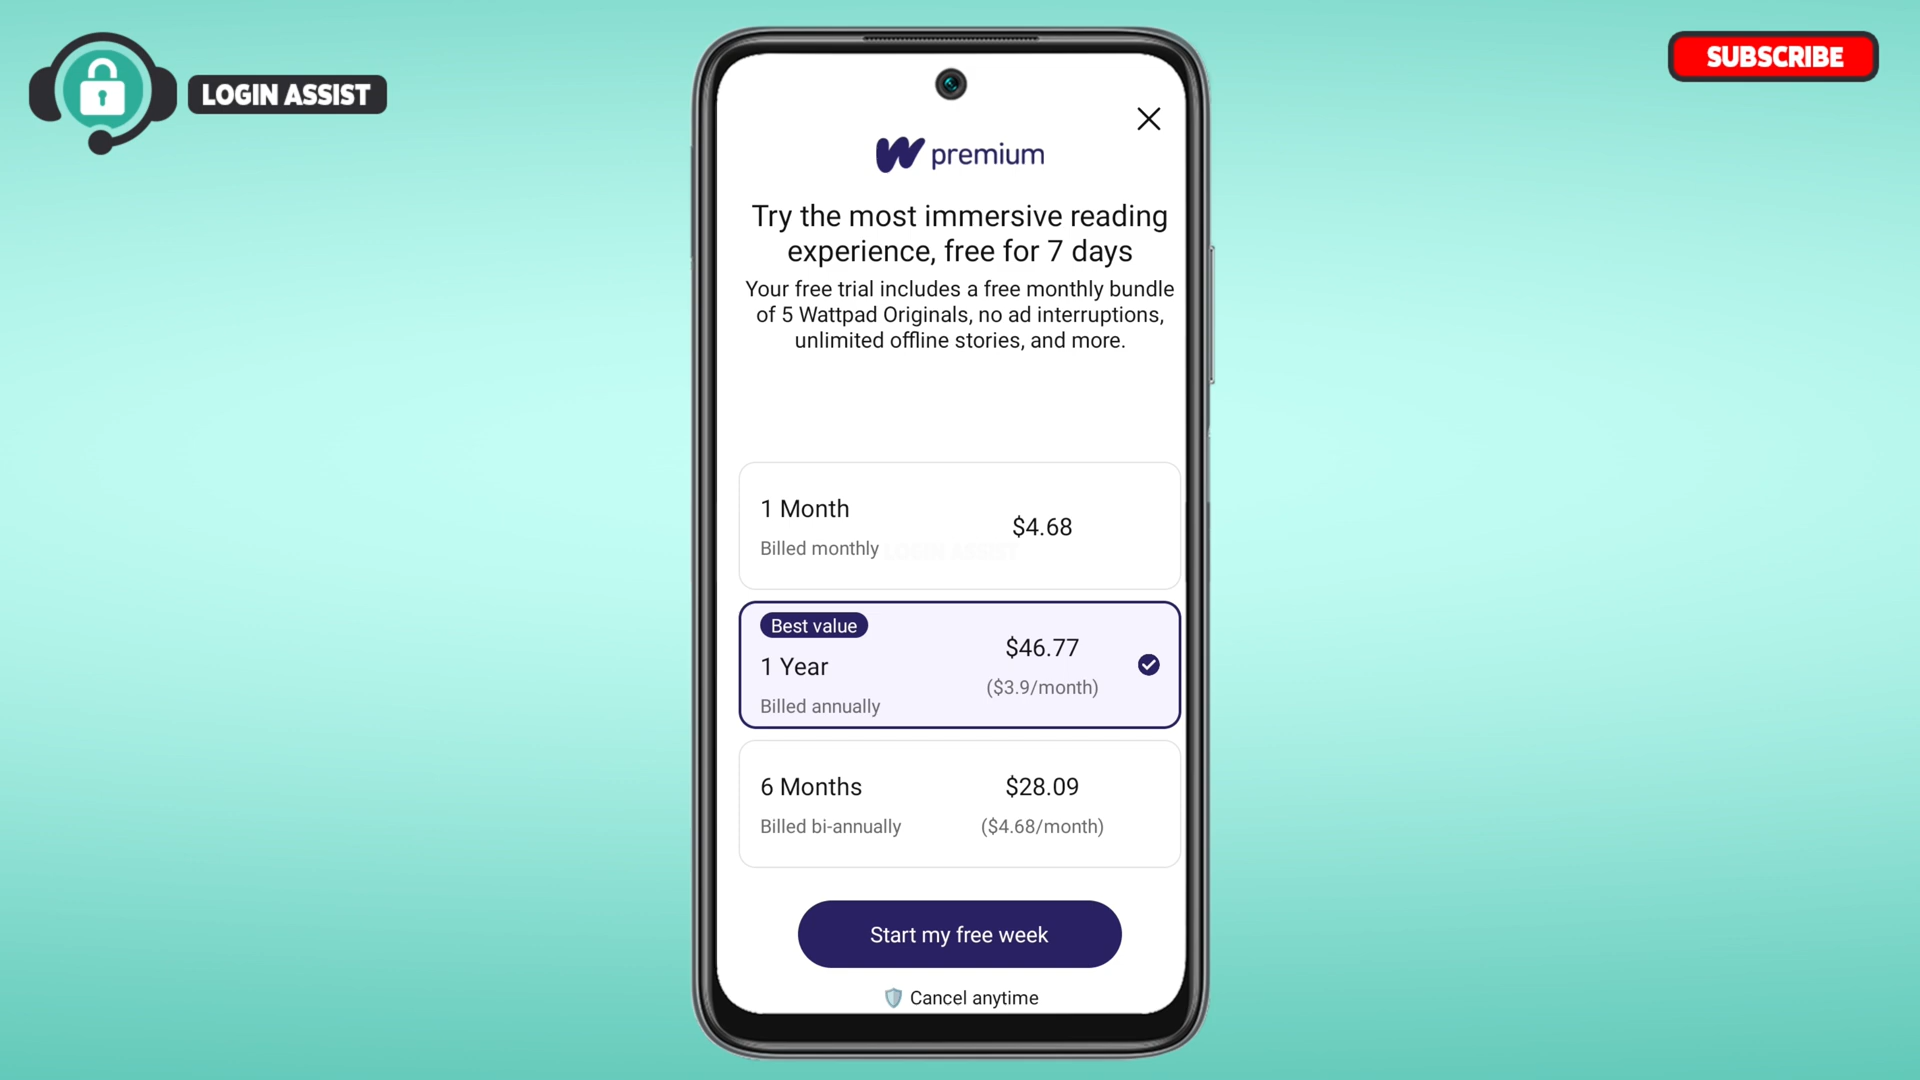 LOGIN ASSIST
SUBSCRIBE
premium
Try the most immersive reading
experience, free for 7 days
Your free trial includes a free monthly bundle
of 5 Wattpad Originals, no ad interruptions,
unlimited offline stories, and more.
1 Month
$4.68
Billed monthly
LOGIN ASSIST
Best value
$46.77
1 Year
($3.9/month)
Billed annually
6 Months
$28.09
Billed bi-annually
($4.68/month)
Start my free week
Cancel anytime